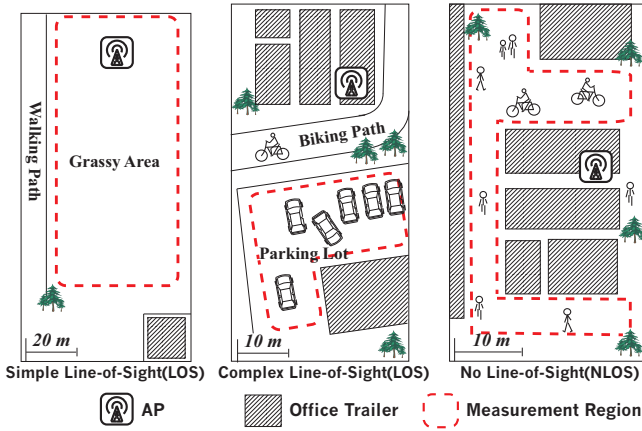 Walking Path
Grassy Area
20 m
Simple Line-of-Sight(LOS)
Biking Path
Parking Lot
10 m
Complex Line-of-Sight(LOS)
10 m
No Line-of-Sight(NLOS)
AP
Office Trailer
Measurement Region